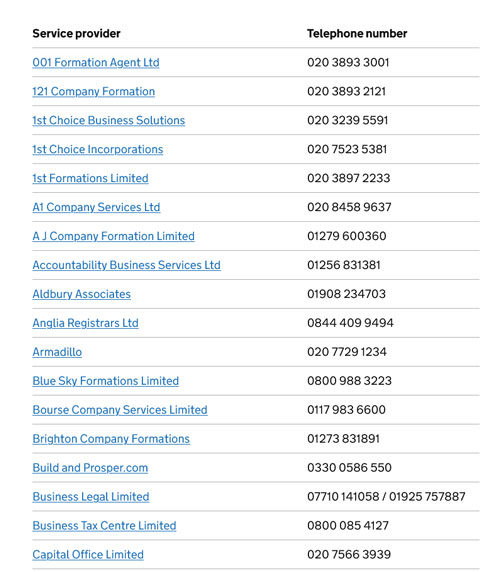 Service provider Telephone number
001 Formation Agent Ltd 020 3893 3001
121 Company Formation 020 3893 2121
1st Choice Business Solutions 020 3239 5591
1st Choice Incorporations 020 7523 5381
1st Formations Limited 020 3897 2233
A1 Company Services Ltd 020 8458 9637
A J Company Formation Limited 01279 600360
Accountability Business Services Ltd 01256 831381
Aldbury Associates 01908 234703
Anglia Registrars Ltd 0844 409 9494
Armadillo 020 7729 1234
Blue Sky Formations Limited 0800 988 3223
Bourse Company Services Limited 0117 983 6600
Brighton Company Formations 01273 831891
Build and Prosper.com 0330 0586 550
Business Legal Limited 07710 141058 / 01925 757887
Business Tax Centre Limited 0800 085 4127
Capital Office Limited 020 7566 3939